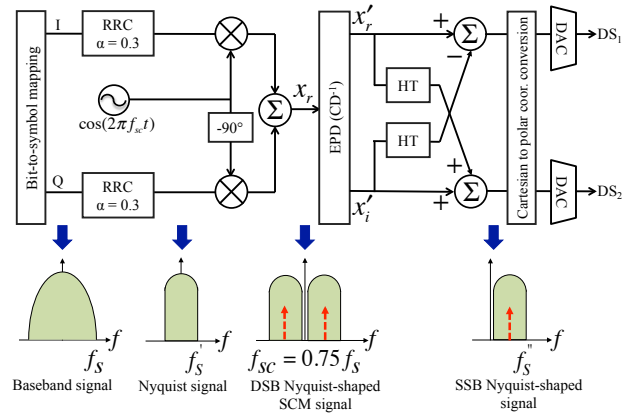 Bit-to-symbol mapping
I
RRC
α = 0.3
cos(2πf_sc t)
-90°
Q
RRC
α = 0.3
Σ
x_r
EPD (CD⁻¹)
x′_r
x′_i
HT
HT
+
−
Σ
+
+
Σ
+
Cartesian to polar coor. conversion
DAC
DS₁
DAC
DS₂
f
f_S
Baseband signal
f
f_S'
Nyquist signal
f
f_SC = 0.75 f_S
DSB Nyquist-shaped
SCM signal
f
f_S''
SSB Nyquist-shaped
signal